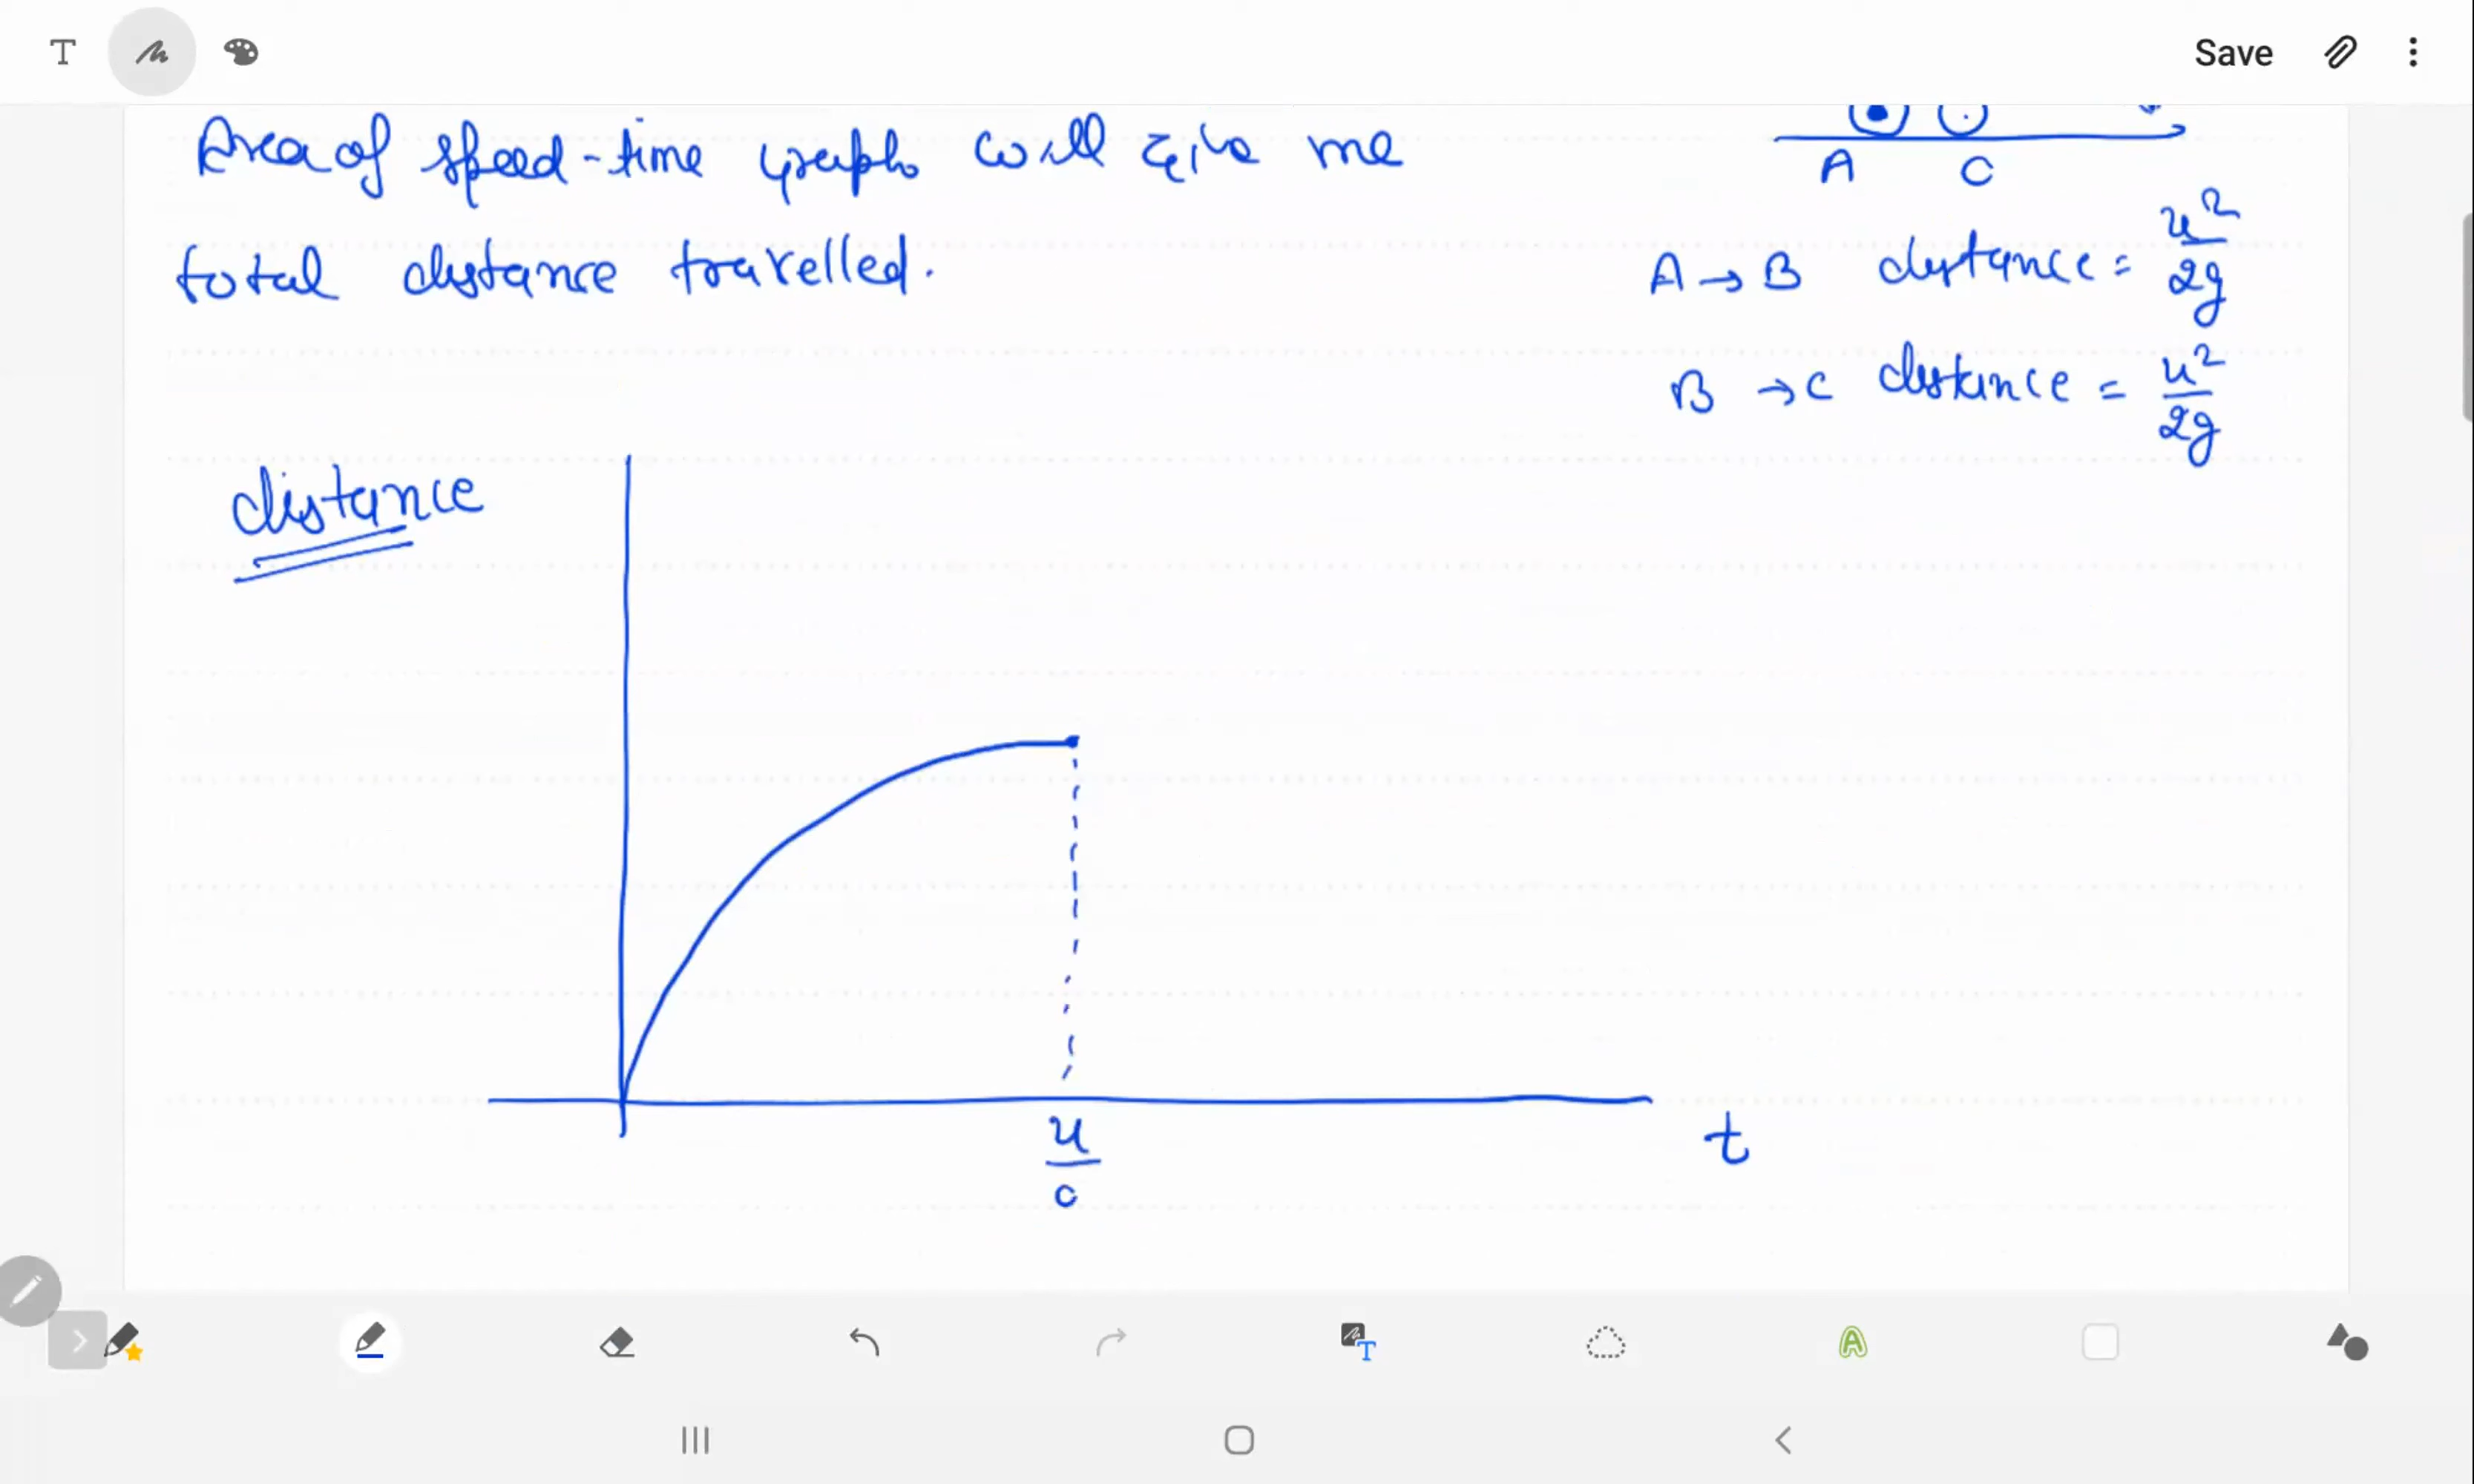 T
Save
Area of speed-time graph will give me
A C
total distance travelled.
A → B distance = u²/2g
B → C distance = u²/2g
distance
u
t
A
T